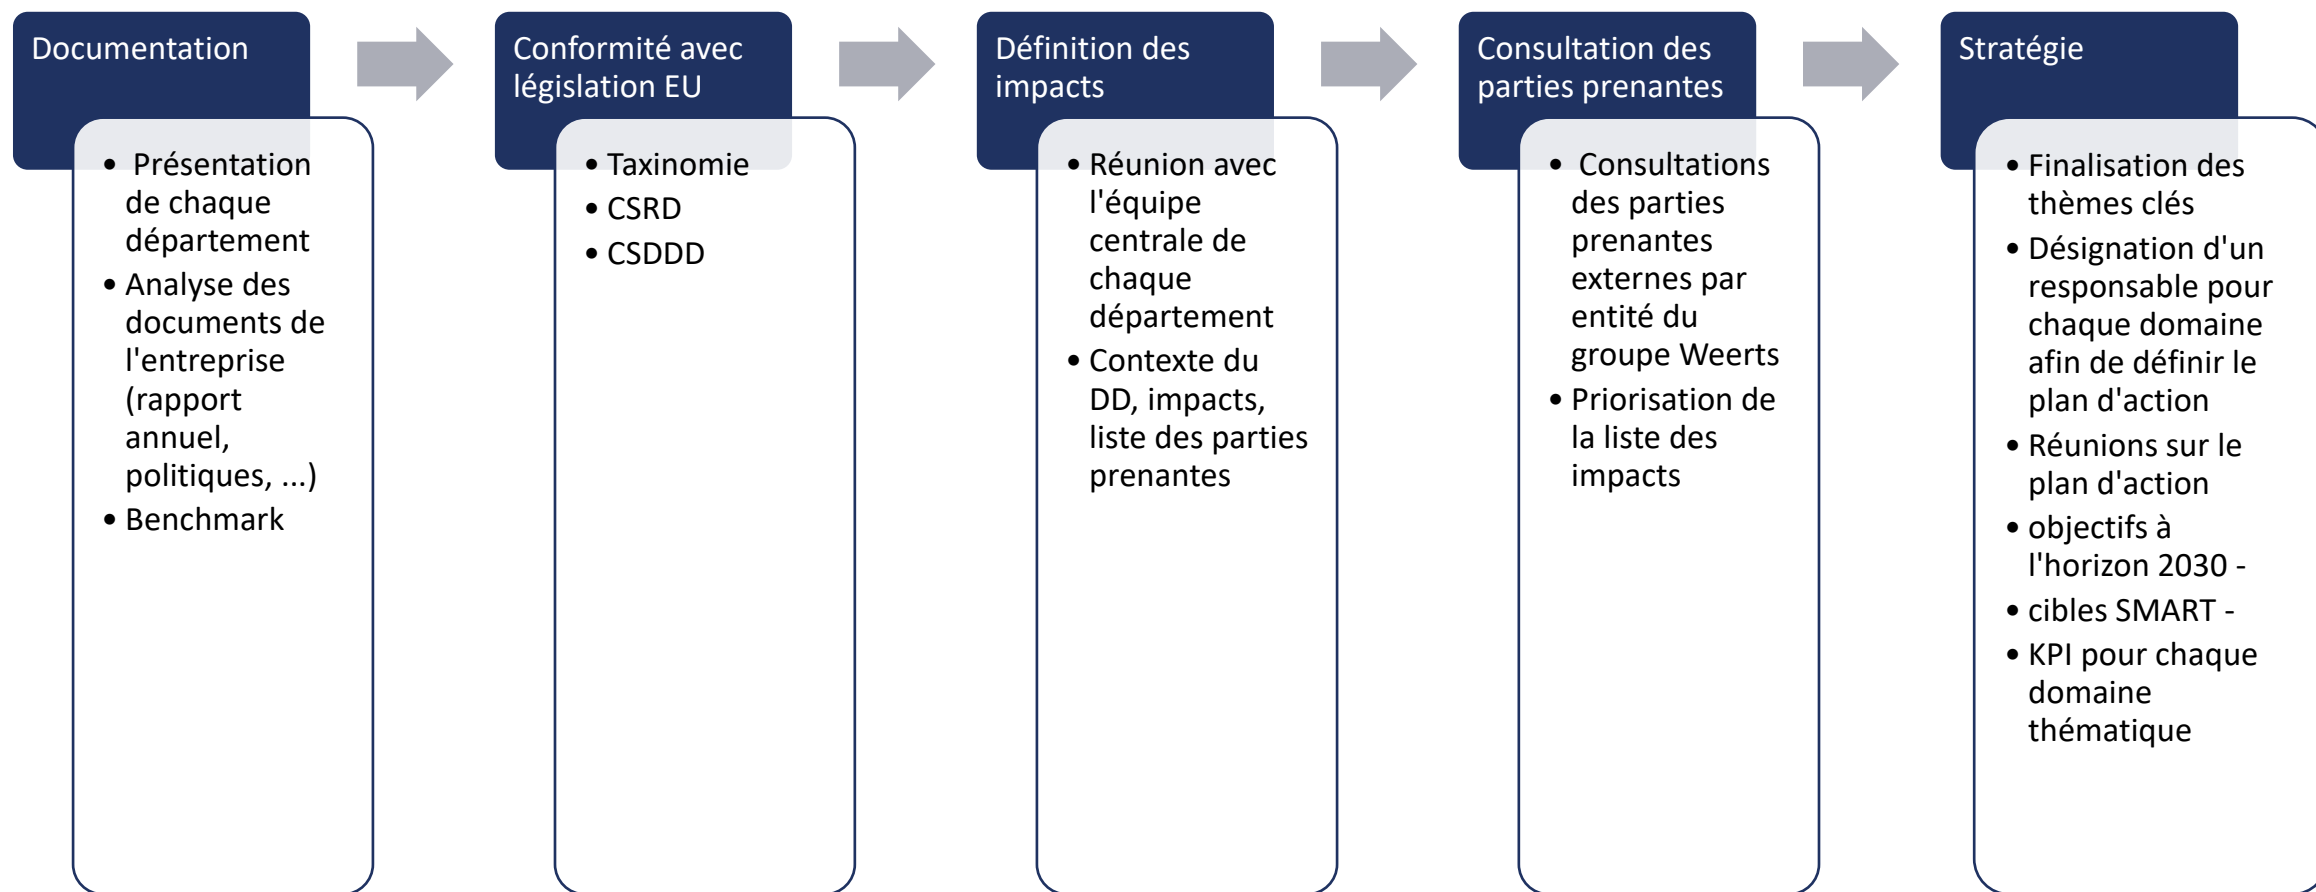 Documentation
• Présentation
de chaque
département
• Analyse des
documents de
l'entreprise
(rapport
annuel,
politiques, ...)
• Benchmark
Conformité avec
législation EU
• Taxinomie
• CSRD
• CSDDD
Définition des
impacts
• Réunion avec
l'équipe
centrale de
chaque
département
• Contexte du
DD, impacts,
liste des parties
prenantes
Consultation des
parties prenantes
• Consultations
des parties
prenantes
externes par
entité du
groupe Weerts
• Priorisation de
la liste des
impacts
Stratégie
• Finalisation des
thèmes clés
• Désignation d'un
responsable pour
chaque domaine
afin de définir le
plan d'action
• Réunions sur le
plan d'action
• objectifs à
l'horizon 2030 -
• cibles SMART -
• KPI pour chaque
domaine
thématique